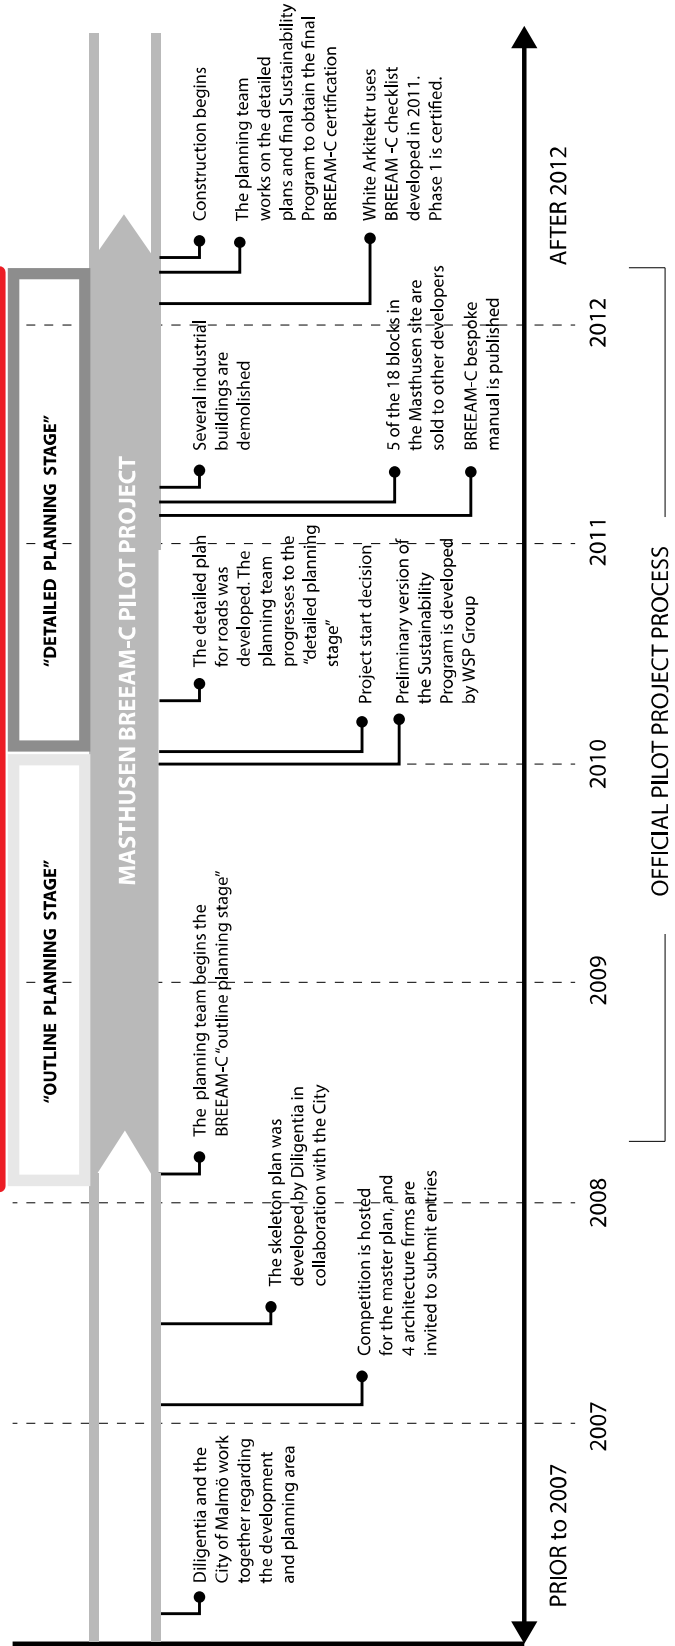 “OUTLINE PLANNING STAGE”
“DETAILED PLANNING STAGE”
MASTHUSEN BREEAM-C PILOT PROJECT
Diligentia and the
City of Malmö work
together regarding
the development
and planning area
Competition is hosted
for the master plan, and
4 architecture firms are
invited to submit entries
The skeleton plan was
developed by Diligentia in
collaboration with the City
The planning team begins the
BREEAM-C “outline planning stage”
Preliminary version of
the Sustainability
Program is developed
by WSP Group
Project start decision
The detailed plan
for roads was
developed. The
planning team
progresses to the
“detailed planning
stage”
BREEAM-C bespoke
manual is published
5 of the 18 blocks in
the Masthusen site are
sold to other developers
Several industrial
buildings are
demolished
White Arkitektr uses
BREEAM -C checklist
developed in 2011.
Phase 1 is certified.
The planning team
works on the detailed
plans and final Sustainability
Program to obtain the final
BREEAM-C certification
Construction begins
PRIOR to 2007
2007
2008
2009
2010
2011
2012
AFTER 2012
OFFICIAL PILOT PROJECT PROCESS